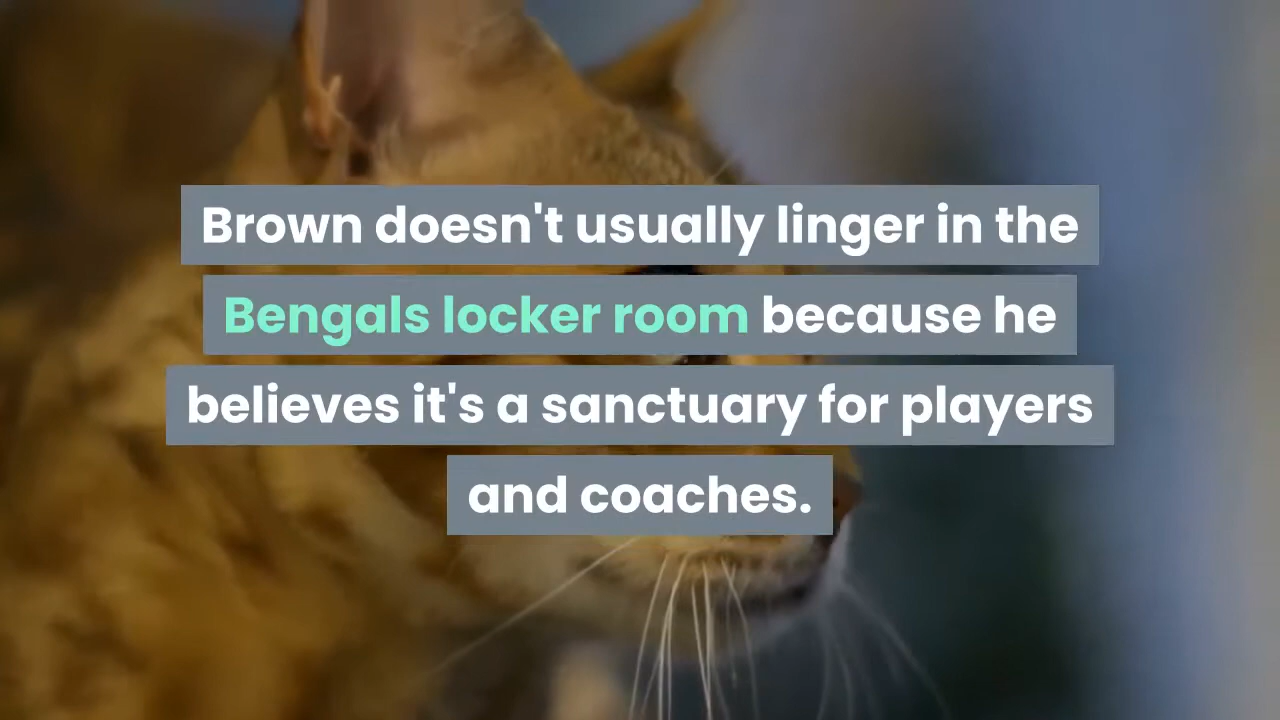 Brown doesn't usually linger in the
Bengals locker room because he
believes it's a sanctuary for players
and coaches.